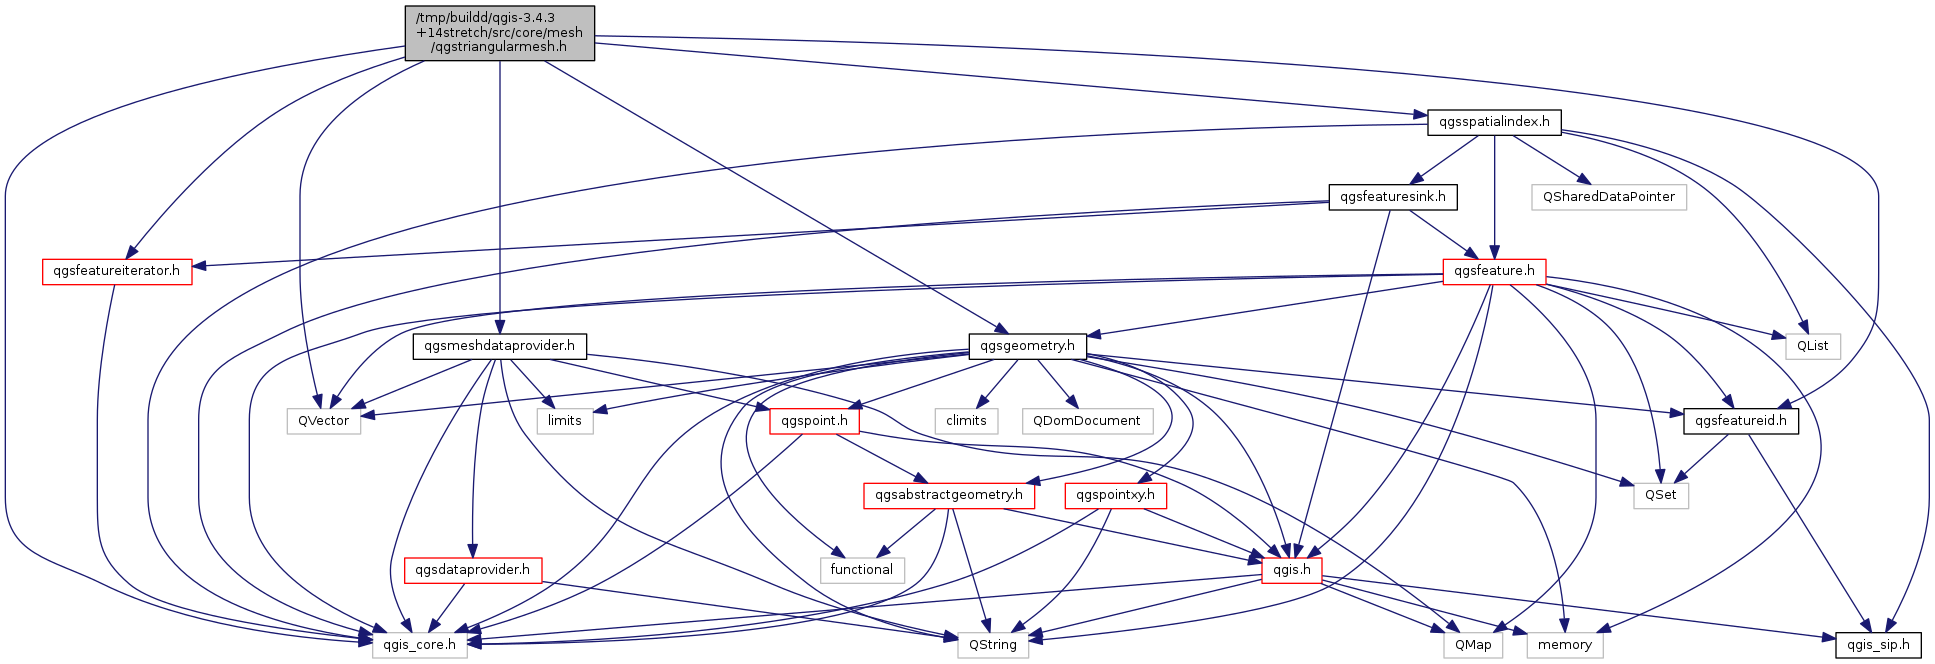 /tmp/buildd/qgis-3.4.3
+14stretch/src/core/mesh
/qgstriangularmesh.h
qgsspatialindex.h
qgsfeaturesink.h
QSharedDataPointer
qgsfeatureiterator.h
qgsfeature.h
qgsmeshdataprovider.h
qgsgeometry.h
QList
QVector
limits
qgspoint.h
climits
QDomDocument
qgsfeatureid.h
qgsabstractgeometry.h
qgspointxy.h
QSet
qgsdataprovider.h
functional
qgis.h
qgis_core.h
QString
QMap
memory
qgis_sip.h